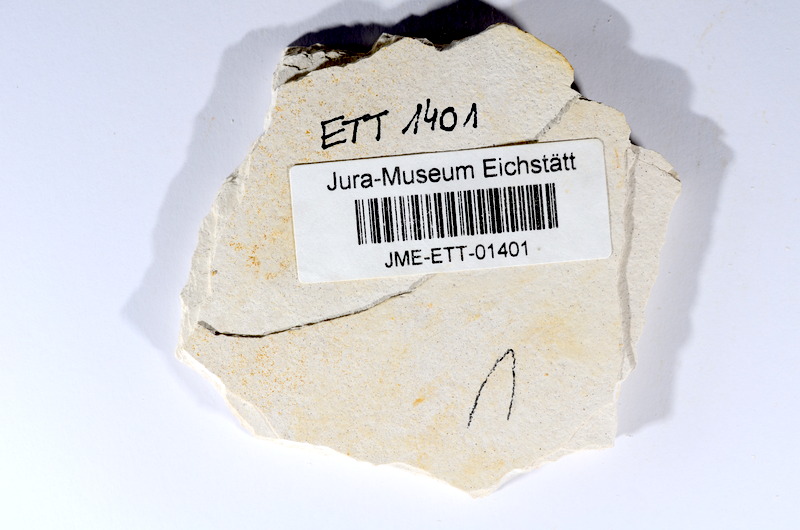 ETT 1401
Jura-Museum Eichstätt
JME-ETT-01401